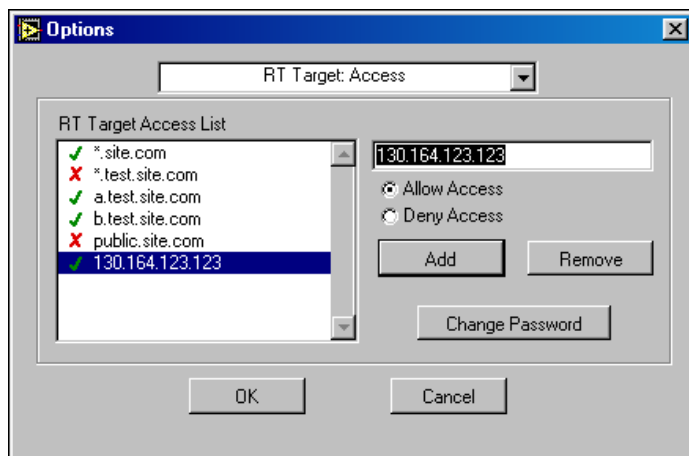 Options
RT Target: Access
RT Target Access List
*.site.com
*.test.site.com
a.test.site.com
b.test.site.com
public.site.com
130.164.123.123
130.164.123.123
Allow Access
Deny Access
Add
Remove
Change Password
OK
Cancel